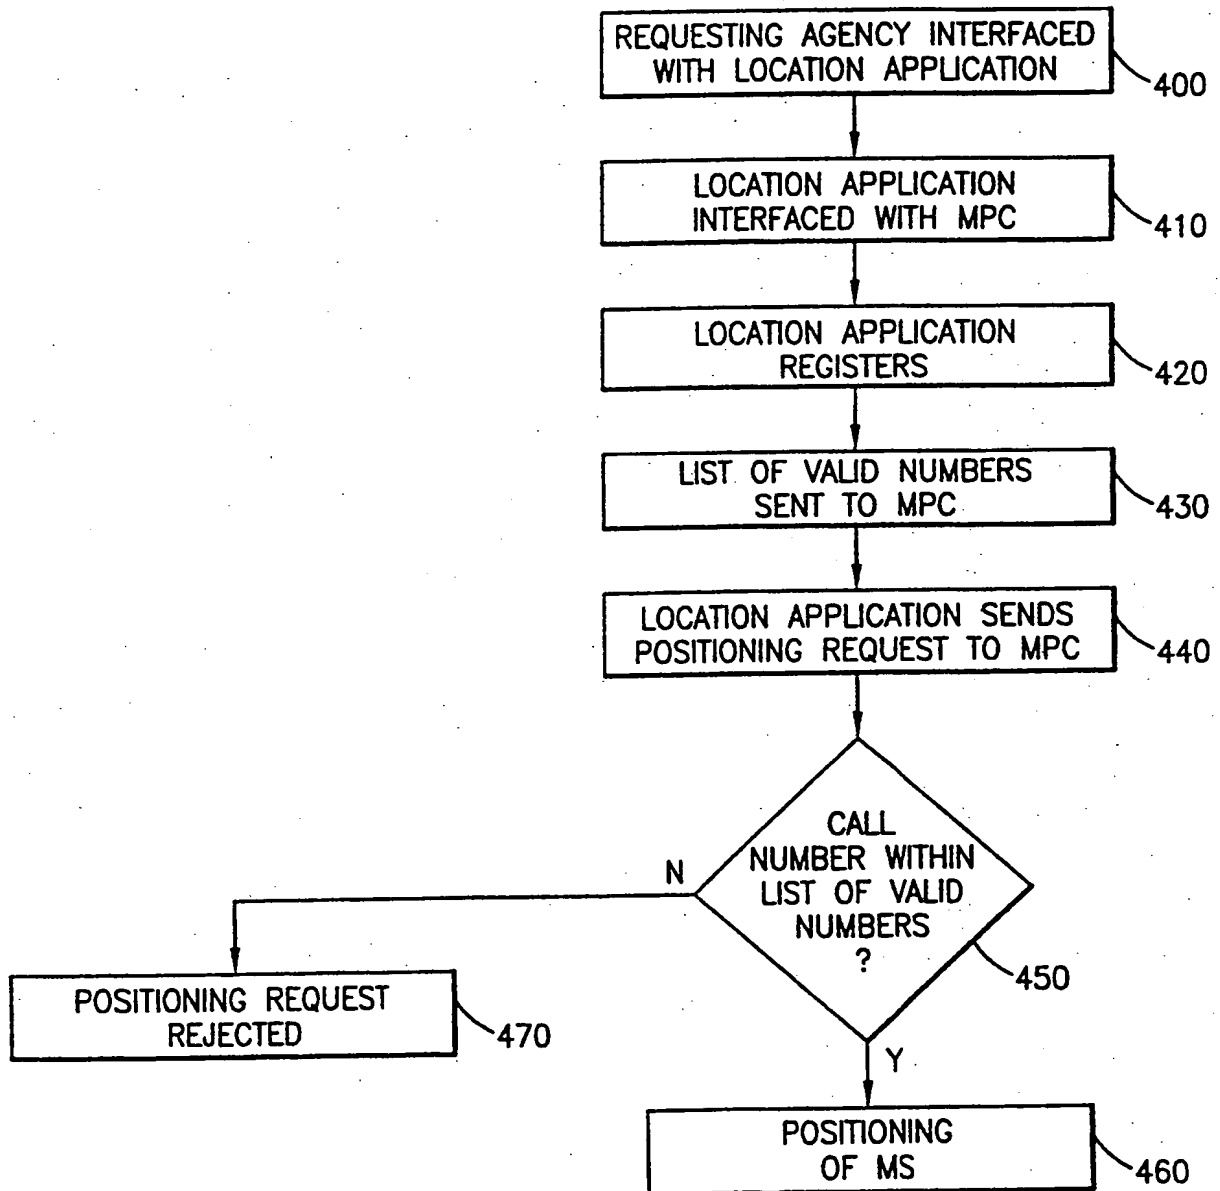 REQUESTING AGENCY INTERFACED
WITH LOCATION APPLICATION
400
LOCATION APPLICATION
INTERFACED WITH MPC
410
LOCATION APPLICATION
REGISTERS
420
LIST OF VALID NUMBERS
SENT TO MPC
430
LOCATION APPLICATION SENDS
POSITIONING REQUEST TO MPC
440
CALL
NUMBER WITHIN
LIST OF VALID
NUMBERS
?
450
N
POSITIONING REQUEST
REJECTED
470
Y
POSITIONING
OF MS
460